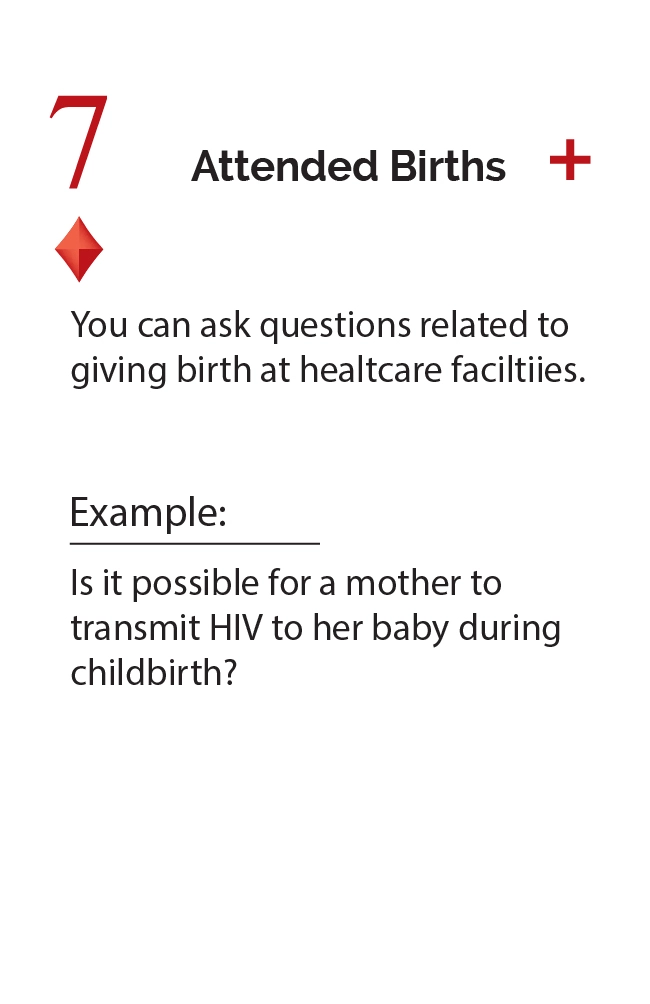 7
Attended Births +
You can ask questions related to
giving birth at healtcare faciltiies.
Example:
Is it possible for a mother to
transmit HIV to her baby during
childbirth?